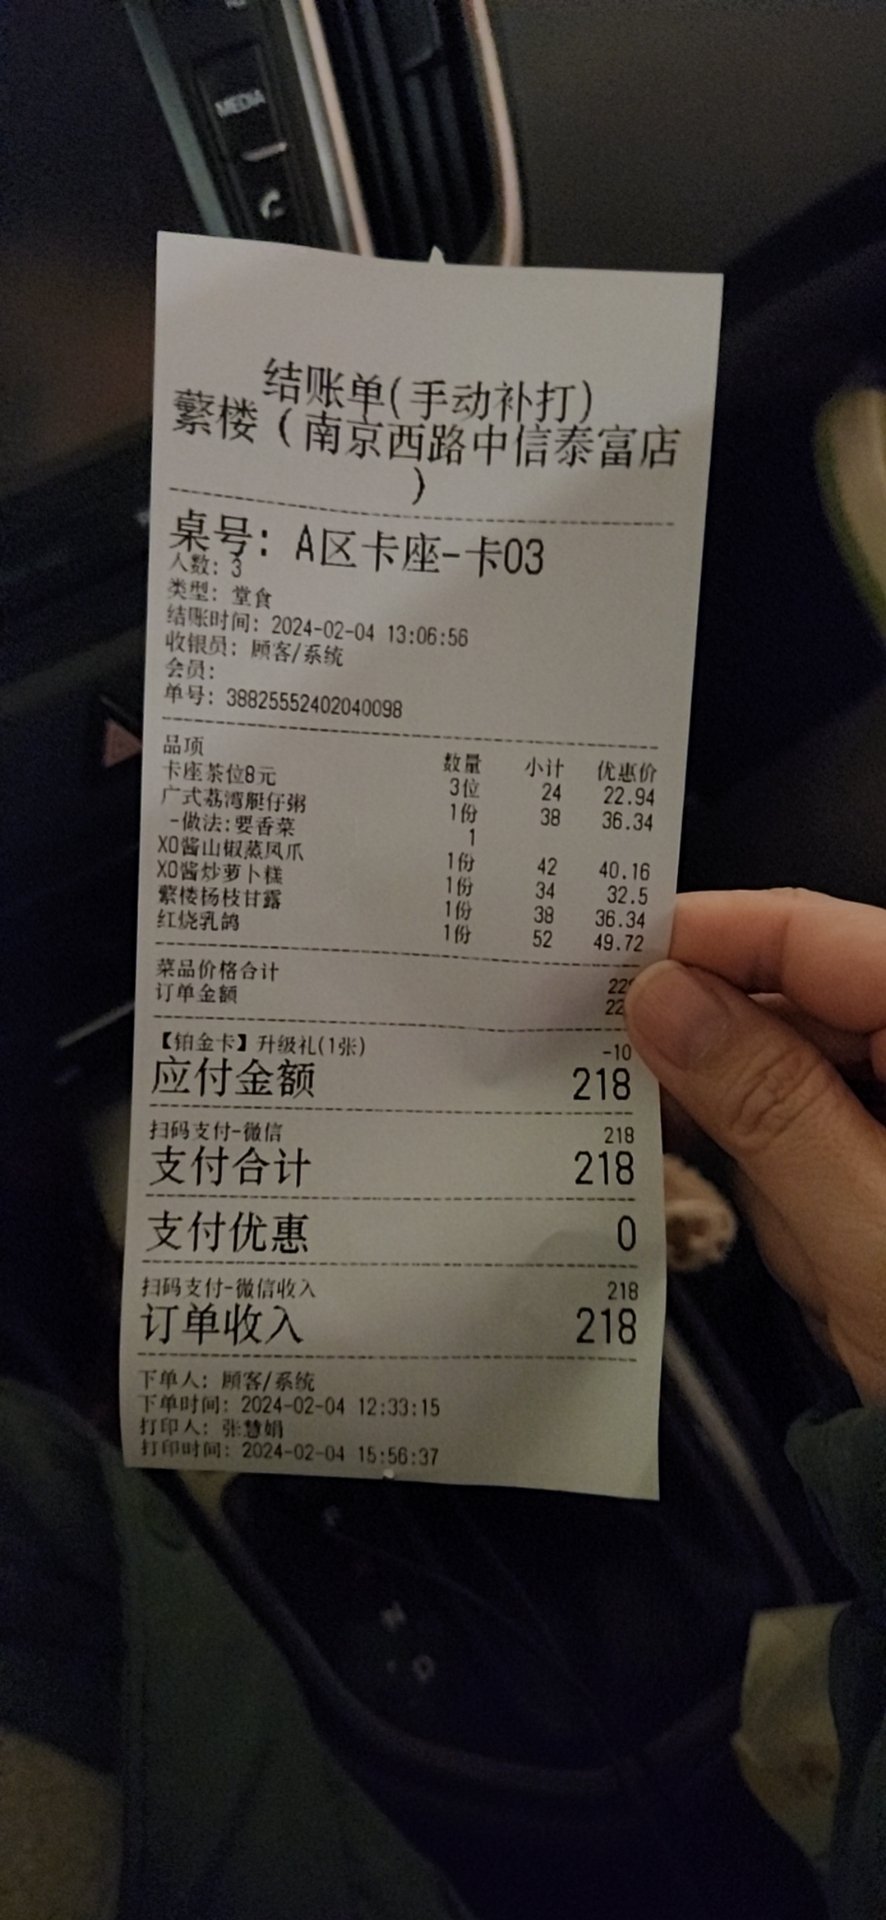 MEDIA
结账单(手动补打)
蘩楼（南京西路中信泰富店
）
桌号: A区卡座-卡03
人数: 3
类型: 堂食
结账时间: 2024-02-04 13:06:56
收银员: 顾客/系统
会员:
单号: 38825552402040098
品项 数量 小计 优惠价
卡座茶位8元 3位 24 22.94
广式荔湾艇仔粥 1份 38 36.34
-做法:要香菜 1
XO酱山椒蒸凤爪 1份 42 40.16
XO酱炒萝卜糕 1份 34 32.5
繁楼杨枝甘露 1份 38 36.34
红烧乳鸽 1份 52 49.72
菜品价格合计 22
订单金额 22
【铂金卡】升级礼(1张) -10
应付金额 218
扫码支付-微信 218
支付合计 218
支付优惠 0
扫码支付-微信收入 218
订单收入 218
下单人: 顾客/系统
下单时间: 2024-02-04 12:33:15
打印人: 张慧娟
打印时间: 2024-02-04 15:56:37